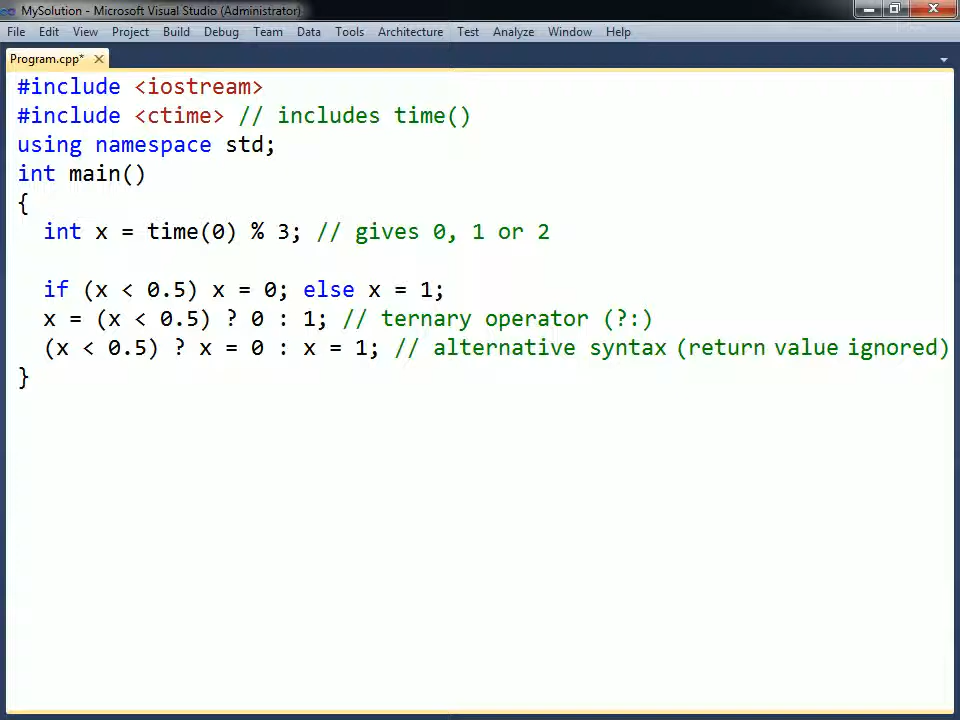 MySolution - Microsoft Visual Studio (Administrator)
File Edit View Project Build Debug Team Data Tools Architecture Test Analyze Window Help
Program.cpp*
#include <iostream>
#include <ctime> // includes time()
using namespace std;
int main()
{
int x = time(0) % 3; // gives 0, 1 or 2
if (x < 0.5) x = 0; else x = 1;
x = (x < 0.5) ? 0 : 1; // ternary operator (?:)
(x < 0.5) ? x = 0 : x = 1; // alternative syntax (return value ignored)
}